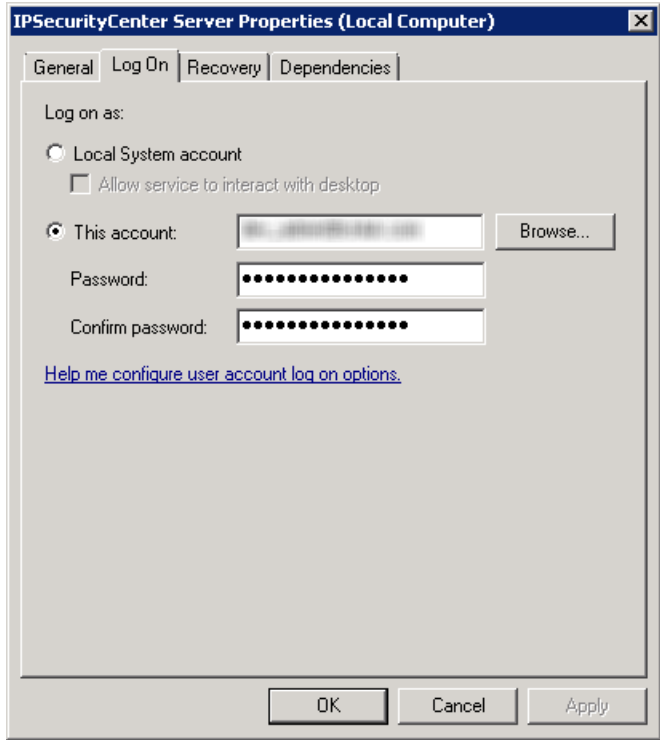 IPSecurityCenter Server Properties (Local Computer)
General Log On Recovery Dependencies
Log on as:
Local System account
Allow service to interact with desktop
This account: Browse...
Password: ●●●●●●●●●●●●●●●
Confirm password: ●●●●●●●●●●●●●●●
Help me configure user account log on options.
OK Cancel Apply